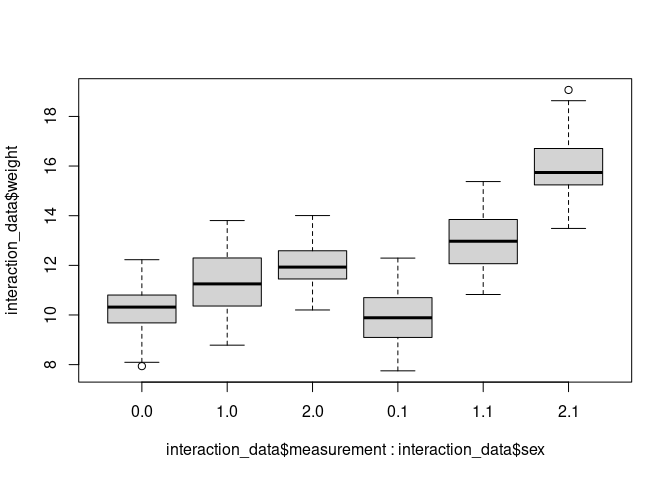 interaction_data$weight
18
16
14
12
10
8
0.0 1.0 2.0 0.1 1.1 2.1
interaction_data$measurement : interaction_data$sex